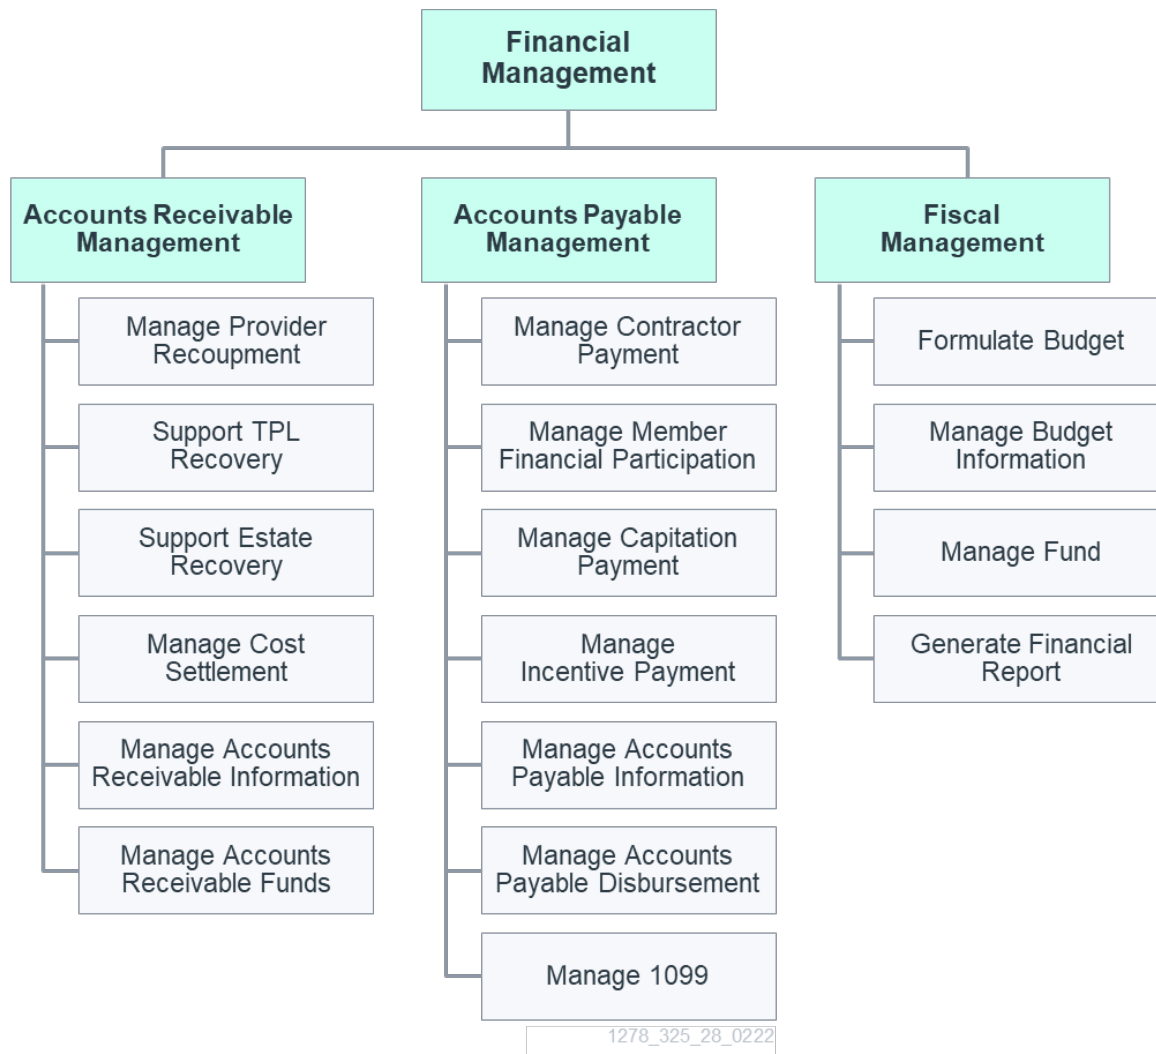 Financial
Management
Accounts Receivable
Management
Manage Provider
Recoupment
Support TPL
Recovery
Support Estate
Recovery
Manage Cost
Settlement
Manage Accounts
Receivable Information
Manage Accounts
Receivable Funds
Accounts Payable
Management
Manage Contractor
Payment
Manage Member
Financial Participation
Manage Capitation
Payment
Manage
Incentive Payment
Manage Accounts
Payable Information
Manage Accounts
Payable Disbursement
Manage 1099
Fiscal
Management
Formulate Budget
Manage Budget
Information
Manage Fund
Generate Financial
Report
1278_325_28_0222